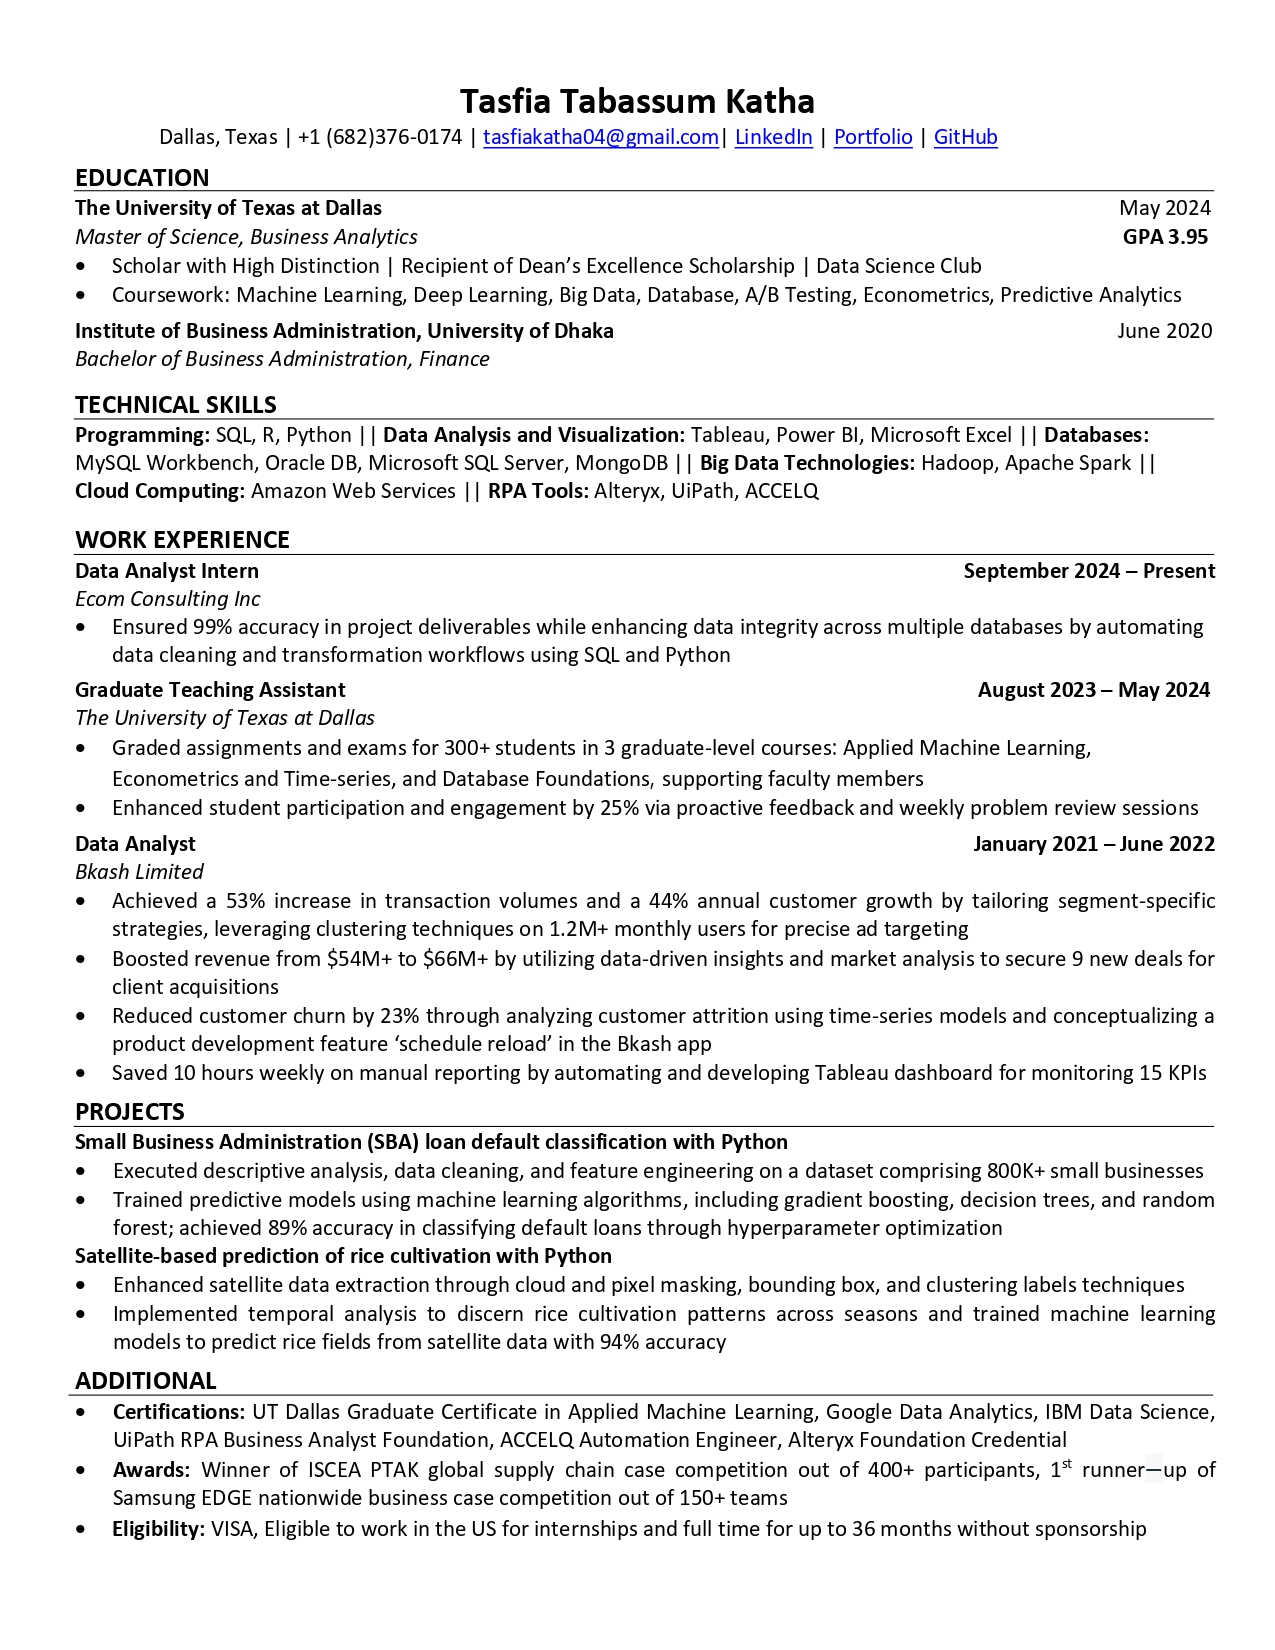 Tasfia Tabassum Katha
Dallas, Texas | +1 (682)376-0174 | tasfiakatha04@gmail.com| LinkedIn | Portfolio | GitHub
EDUCATION
The University of Texas at Dallas May 2024
Master of Science, Business Analytics GPA 3.95
• Scholar with High Distinction | Recipient of Dean’s Excellence Scholarship | Data Science Club
• Coursework: Machine Learning, Deep Learning, Big Data, Database, A/B Testing, Econometrics, Predictive Analytics
Institute of Business Administration, University of Dhaka June 2020
Bachelor of Business Administration, Finance
TECHNICAL SKILLS
Programming: SQL, R, Python || Data Analysis and Visualization: Tableau, Power BI, Microsoft Excel || Databases:
MySQL Workbench, Oracle DB, Microsoft SQL Server, MongoDB || Big Data Technologies: Hadoop, Apache Spark ||
Cloud Computing: Amazon Web Services || RPA Tools: Alteryx, UiPath, ACCELQ
WORK EXPERIENCE
Data Analyst Intern September 2024 – Present
Ecom Consulting Inc
• Ensured 99% accuracy in project deliverables while enhancing data integrity across multiple databases by automating
data cleaning and transformation workflows using SQL and Python
Graduate Teaching Assistant August 2023 – May 2024
The University of Texas at Dallas
• Graded assignments and exams for 300+ students in 3 graduate-level courses: Applied Machine Learning,
Econometrics and Time-series, and Database Foundations, supporting faculty members
• Enhanced student participation and engagement by 25% via proactive feedback and weekly problem review sessions
Data Analyst January 2021 – June 2022
Bkash Limited
• Achieved a 53% increase in transaction volumes and a 44% annual customer growth by tailoring segment-specific
strategies, leveraging clustering techniques on 1.2M+ monthly users for precise ad targeting
• Boosted revenue from $54M+ to $66M+ by utilizing data-driven insights and market analysis to secure 9 new deals for
client acquisitions
• Reduced customer churn by 23% through analyzing customer attrition using time-series models and conceptualizing a
product development feature ‘schedule reload’ in the Bkash app
• Saved 10 hours weekly on manual reporting by automating and developing Tableau dashboard for monitoring 15 KPIs
PROJECTS
Small Business Administration (SBA) loan default classification with Python
• Executed descriptive analysis, data cleaning, and feature engineering on a dataset comprising 800K+ small businesses
• Trained predictive models using machine learning algorithms, including gradient boosting, decision trees, and random
forest; achieved 89% accuracy in classifying default loans through hyperparameter optimization
Satellite-based prediction of rice cultivation with Python
• Enhanced satellite data extraction through cloud and pixel masking, bounding box, and clustering labels techniques
• Implemented temporal analysis to discern rice cultivation patterns across seasons and trained machine learning
models to predict rice fields from satellite data with 94% accuracy
ADDITIONAL
• Certifications: UT Dallas Graduate Certificate in Applied Machine Learning, Google Data Analytics, IBM Data Science,
UiPath RPA Business Analyst Foundation, ACCELQ Automation Engineer, Alteryx Foundation Credential
• Awards: Winner of ISCEA PTAK global supply chain case competition out of 400+ participants, 1st runner—up of
Samsung EDGE nationwide business case competition out of 150+ teams
• Eligibility: VISA, Eligible to work in the US for internships and full time for up to 36 months without sponsorship